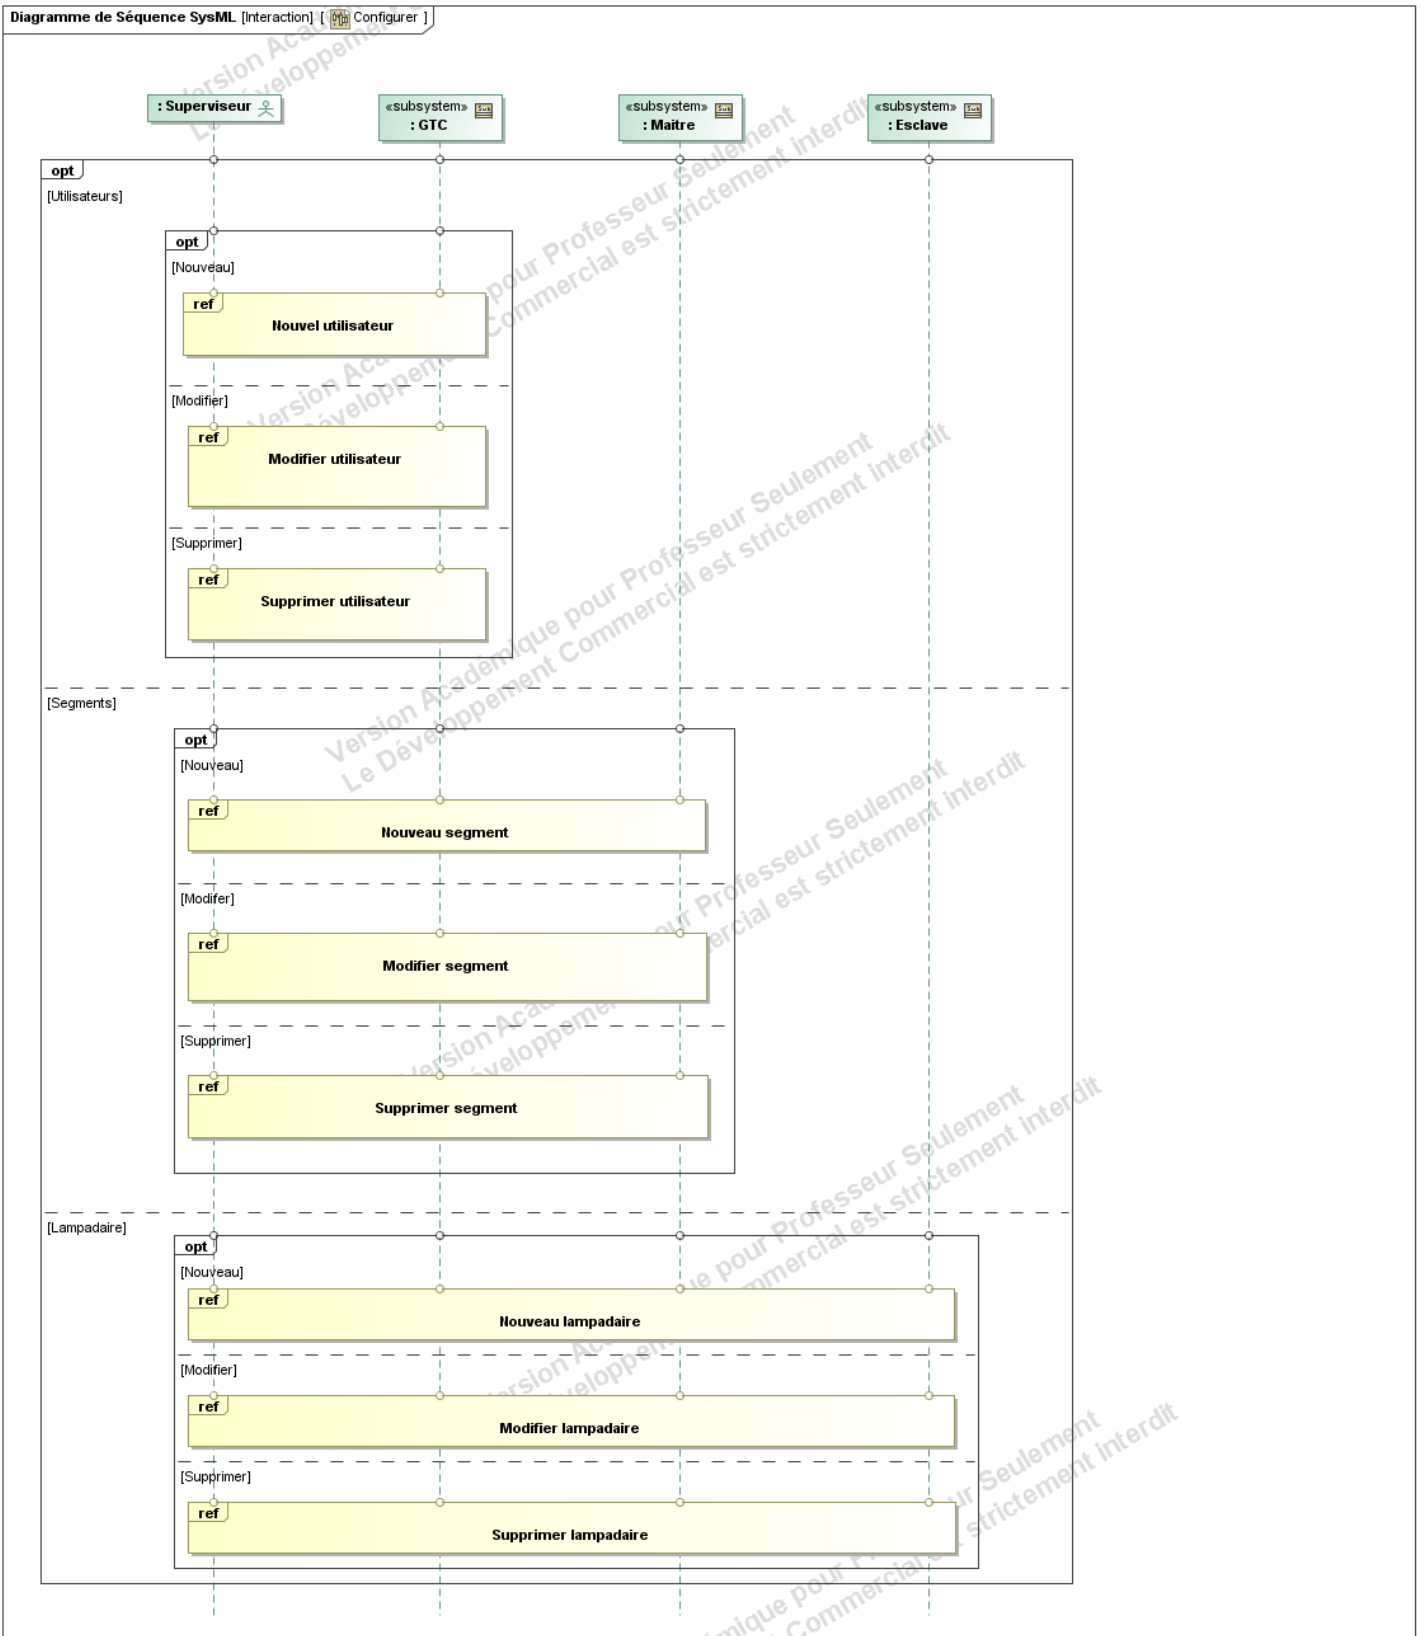 Diagramme de Séquence SysML [Interaction] [ Configurer ]
: Superviseur
«subsystem»
: GTC
«subsystem»
: Maitre
«subsystem»
: Esclave
opt
[Utilisateurs]
opt
[Nouveau]
ref
Nouvel utilisateur
[Modifier]
ref
Modifier utilisateur
[Supprimer]
ref
Supprimer utilisateur
[Segments]
opt
[Nouveau]
ref
Nouveau segment
[Modifer]
ref
Modifier segment
[Supprimer]
ref
Supprimer segment
[Lampadaire]
opt
[Nouveau]
ref
Nouveau lampadaire
[Modifier]
ref
Modifier lampadaire
[Supprimer]
ref
Supprimer lampadaire
Version Académique pour Professeur Seulement
Le Développement Commercial est strictement interdit